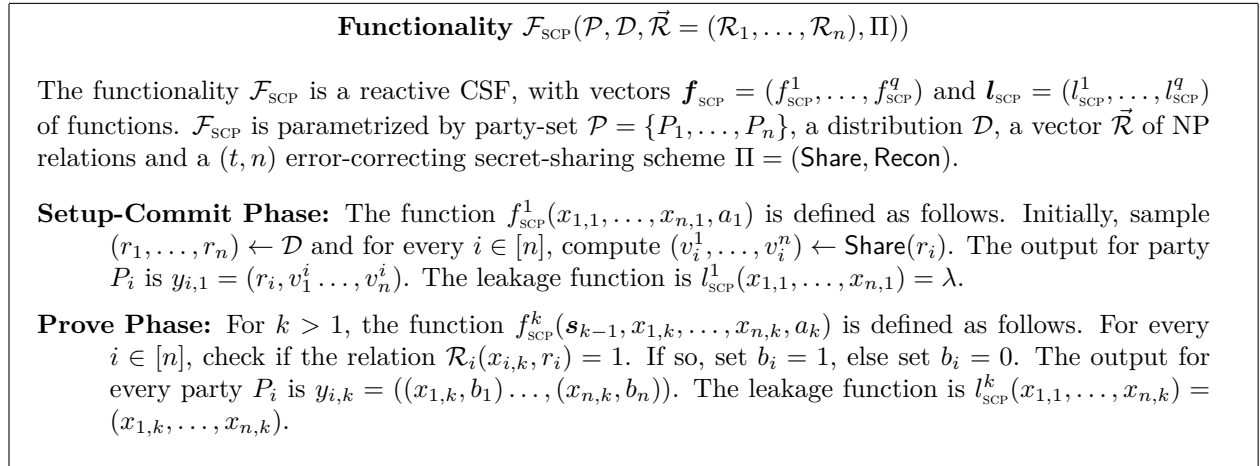 Functionality 𝓕_SCP(𝓟, 𝓓, 𝓡⃗ = (𝓡_1, …, 𝓡_n), Π))
The functionality 𝓕_SCP is a reactive CSF, with vectors 𝒇_SCP = (f^1_SCP, …, f^q_SCP) and 𝒍_SCP = (l^1_SCP, …, l^q_SCP)
of functions. 𝓕_SCP is parametrized by party-set 𝓟 = {P_1, …, P_n}, a distribution 𝓓, a vector 𝓡⃗ of NP
relations and a (t, n) error-correcting secret-sharing scheme Π = (Share, Recon).
Setup-Commit Phase: The function f^1_SCP(x_{1,1}, …, x_{n,1}, a_1) is defined as follows. Initially, sample
(r_1, …, r_n) ← 𝓓 and for every i ∈ [n], compute (v^1_i, …, v^n_i) ← Share(r_i). The output for party
P_i is y_{i,1} = (r_i, v^i_1 …, v^i_n). The leakage function is l^1_SCP(x_{1,1}, …, x_{n,1}) = λ.
Prove Phase: For k > 1, the function f^k_SCP(𝒔_{k−1}, x_{1,k}, …, x_{n,k}, a_k) is defined as follows. For every
i ∈ [n], check if the relation 𝓡_i(x_{i,k}, r_i) = 1. If so, set b_i = 1, else set b_i = 0. The output for
every party P_i is y_{i,k} = ((x_{1,k}, b_1) …, (x_{n,k}, b_n)). The leakage function is l^k_SCP(x_{1,1}, …, x_{n,k}) =
(x_{1,k}, …, x_{n,k}).